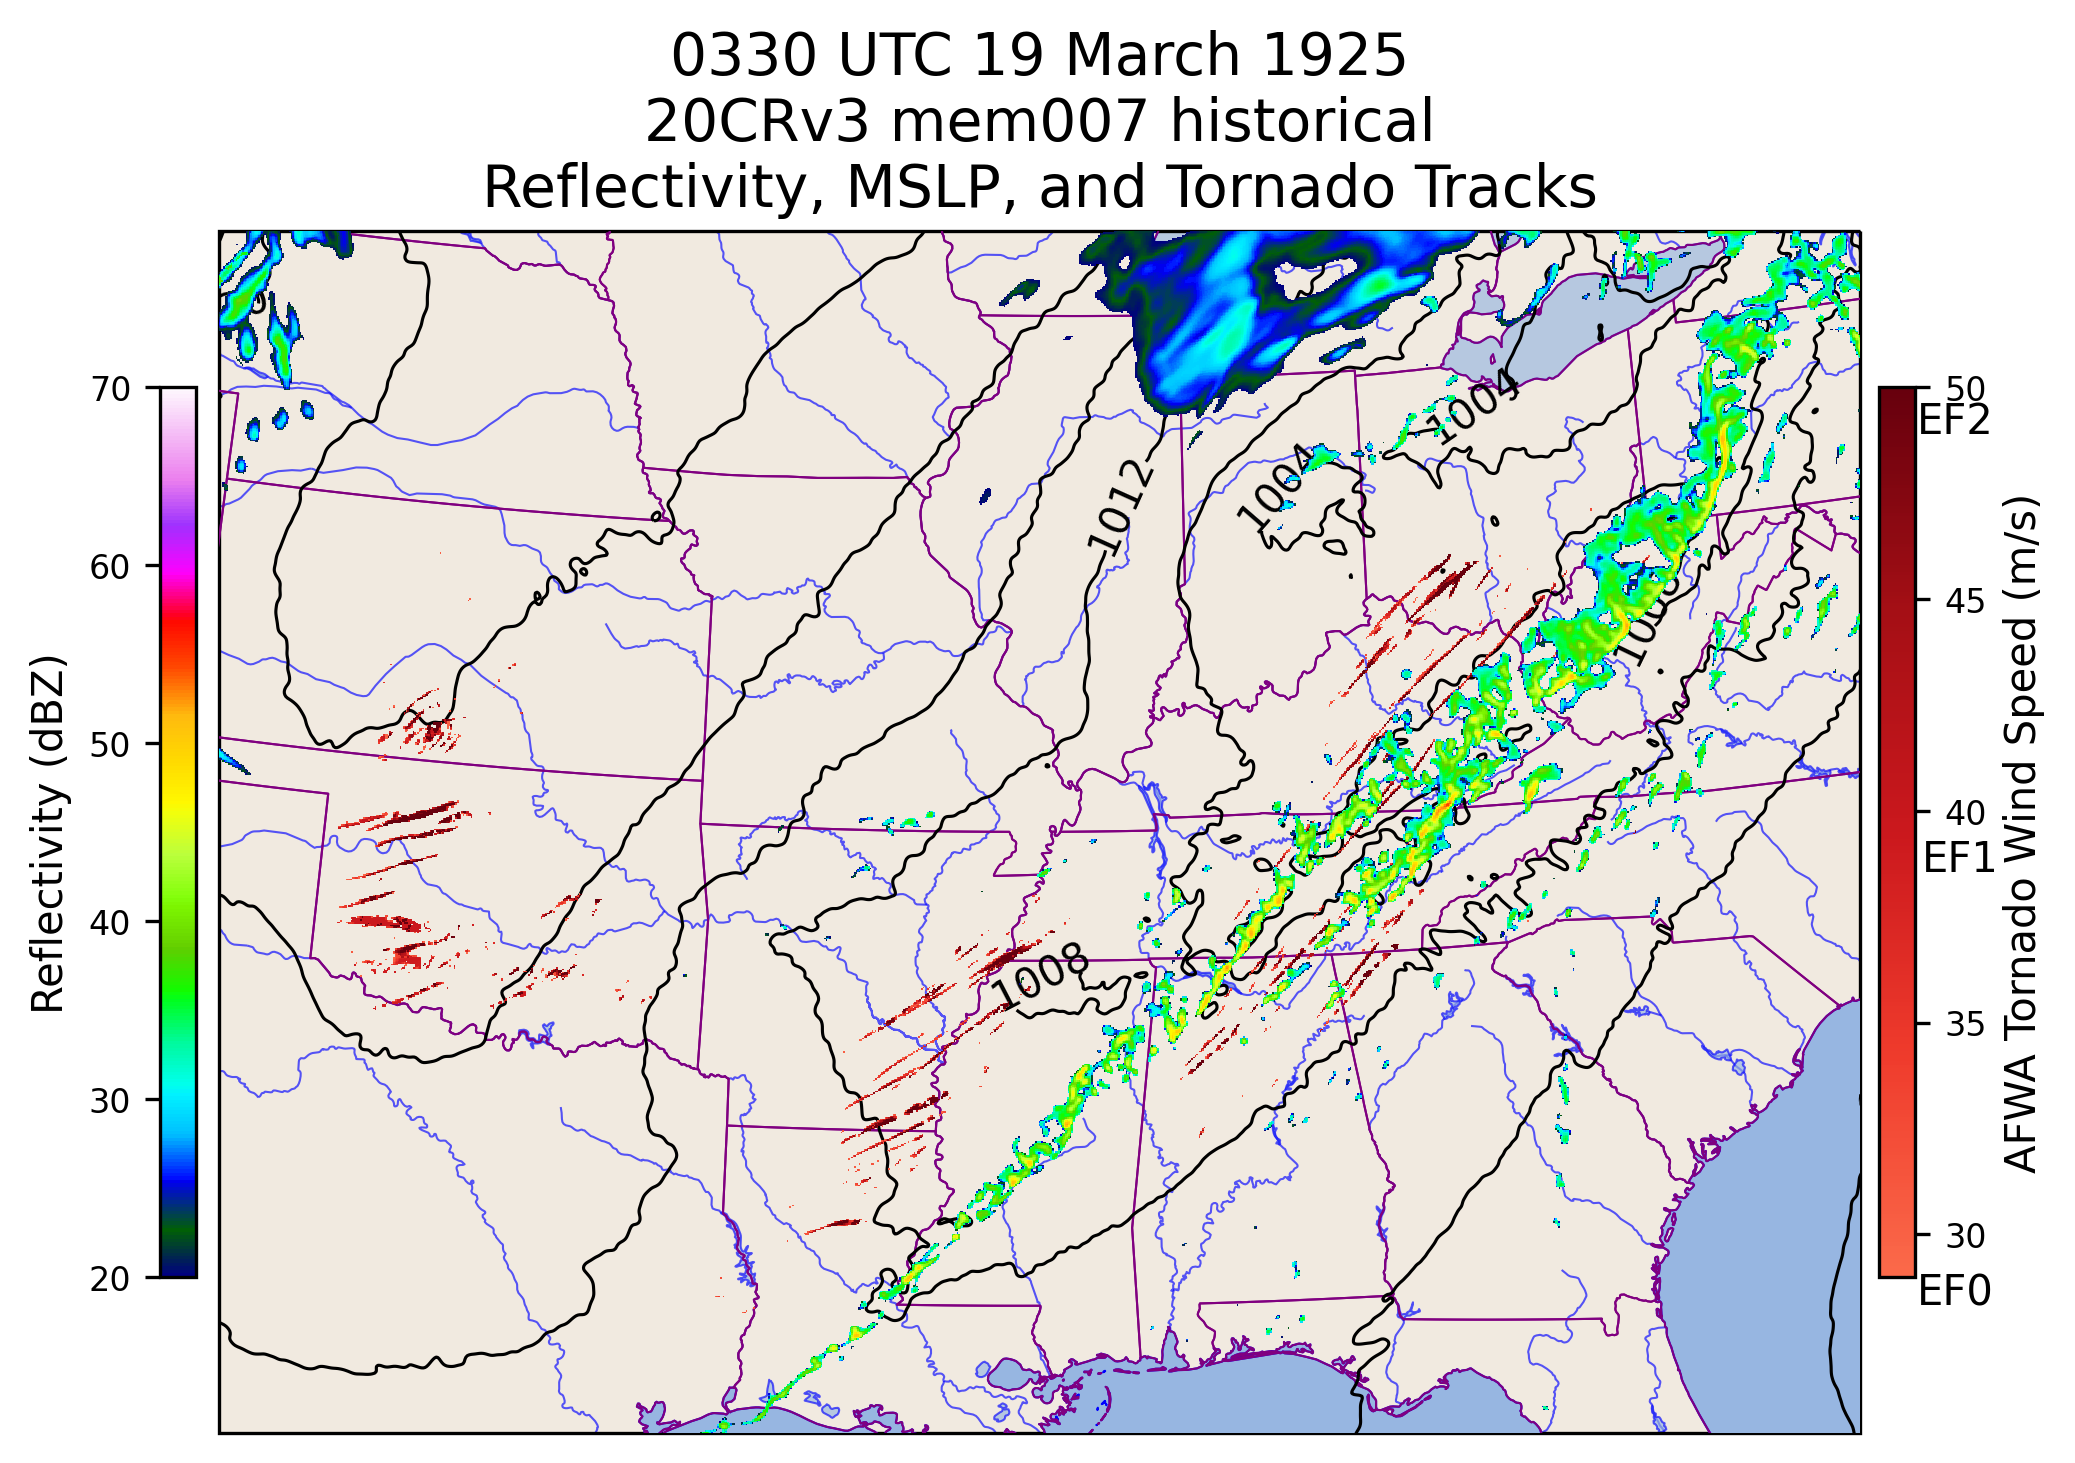 0330 UTC 19 March 1925
20CRv3 mem007 historical
Reflectivity, MSLP, and Tornado Tracks
70
60
50
40
30
20
Reflectivity (dBZ)
1004
1004
1012
1008
1008
50
EF2
45
40
EF1
35
30
EF0
AFWA Tornado Wind Speed (m/s)